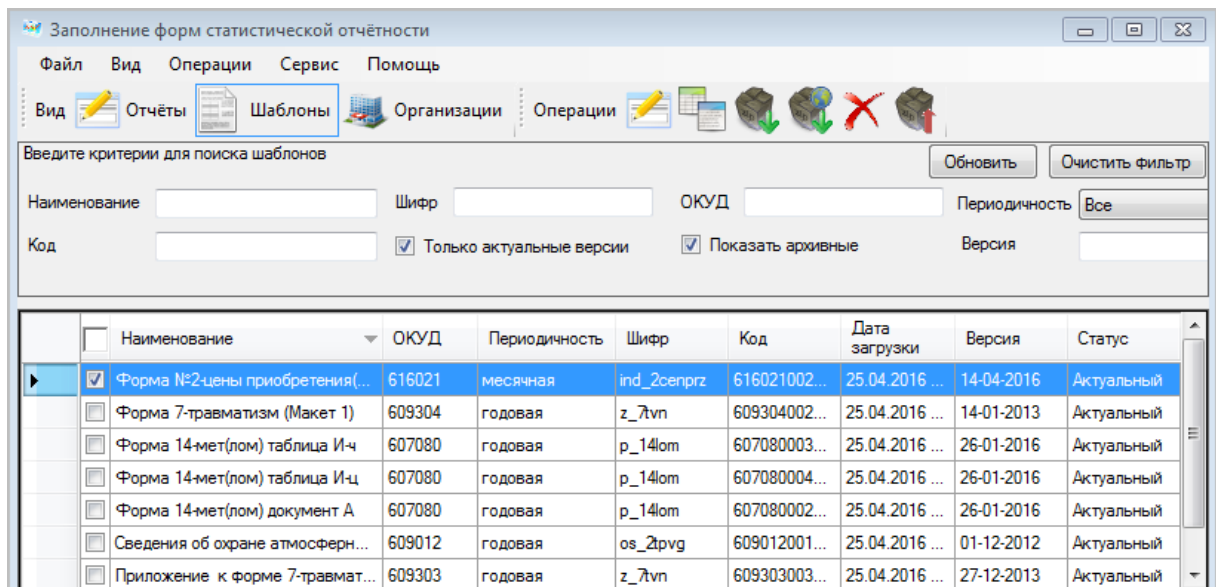 Заполнение форм статистической отчётности
Файл Вид Операции Сервис Помощь
Вид Отчёты Шаблоны Организации Операции
Введите критерии для поиска шаблонов Обновить Очистить фильтр
Наименование Шифр ОКУД Периодичность Все
Код Только актуальные версии Показать архивные Версия
Наименование ОКУД Периодичность Шифр Код Дата загрузки Версия Статус
Форма №2-цены приобретения(... 616021 месячная ind_2cenprz 616021002... 25.04.2016 ... 14-04-2016 Актуальный
Форма 7-травматизм (Макет 1) 609304 годовая z_7tvn 609304002... 25.04.2016 ... 14-01-2013 Актуальный
Форма 14-мет(лом) таблица И-ч 607080 годовая p_14lom 607080003... 25.04.2016 ... 26-01-2016 Актуальный
Форма 14-мет(лом) таблица И-ц 607080 годовая p_14lom 607080004... 25.04.2016 ... 26-01-2016 Актуальный
Форма 14-мет(лом) документ А 607080 годовая p_14lom 607080002... 25.04.2016 ... 26-01-2016 Актуальный
Сведения об охране атмосферн... 609012 годовая os_2tpvg 609012001... 25.04.2016 ... 01-12-2012 Актуальный
Приложение к форме 7-травмат... 609303 годовая z_7tvn 609303003... 25.04.2016 ... 27-12-2013 Актуальный